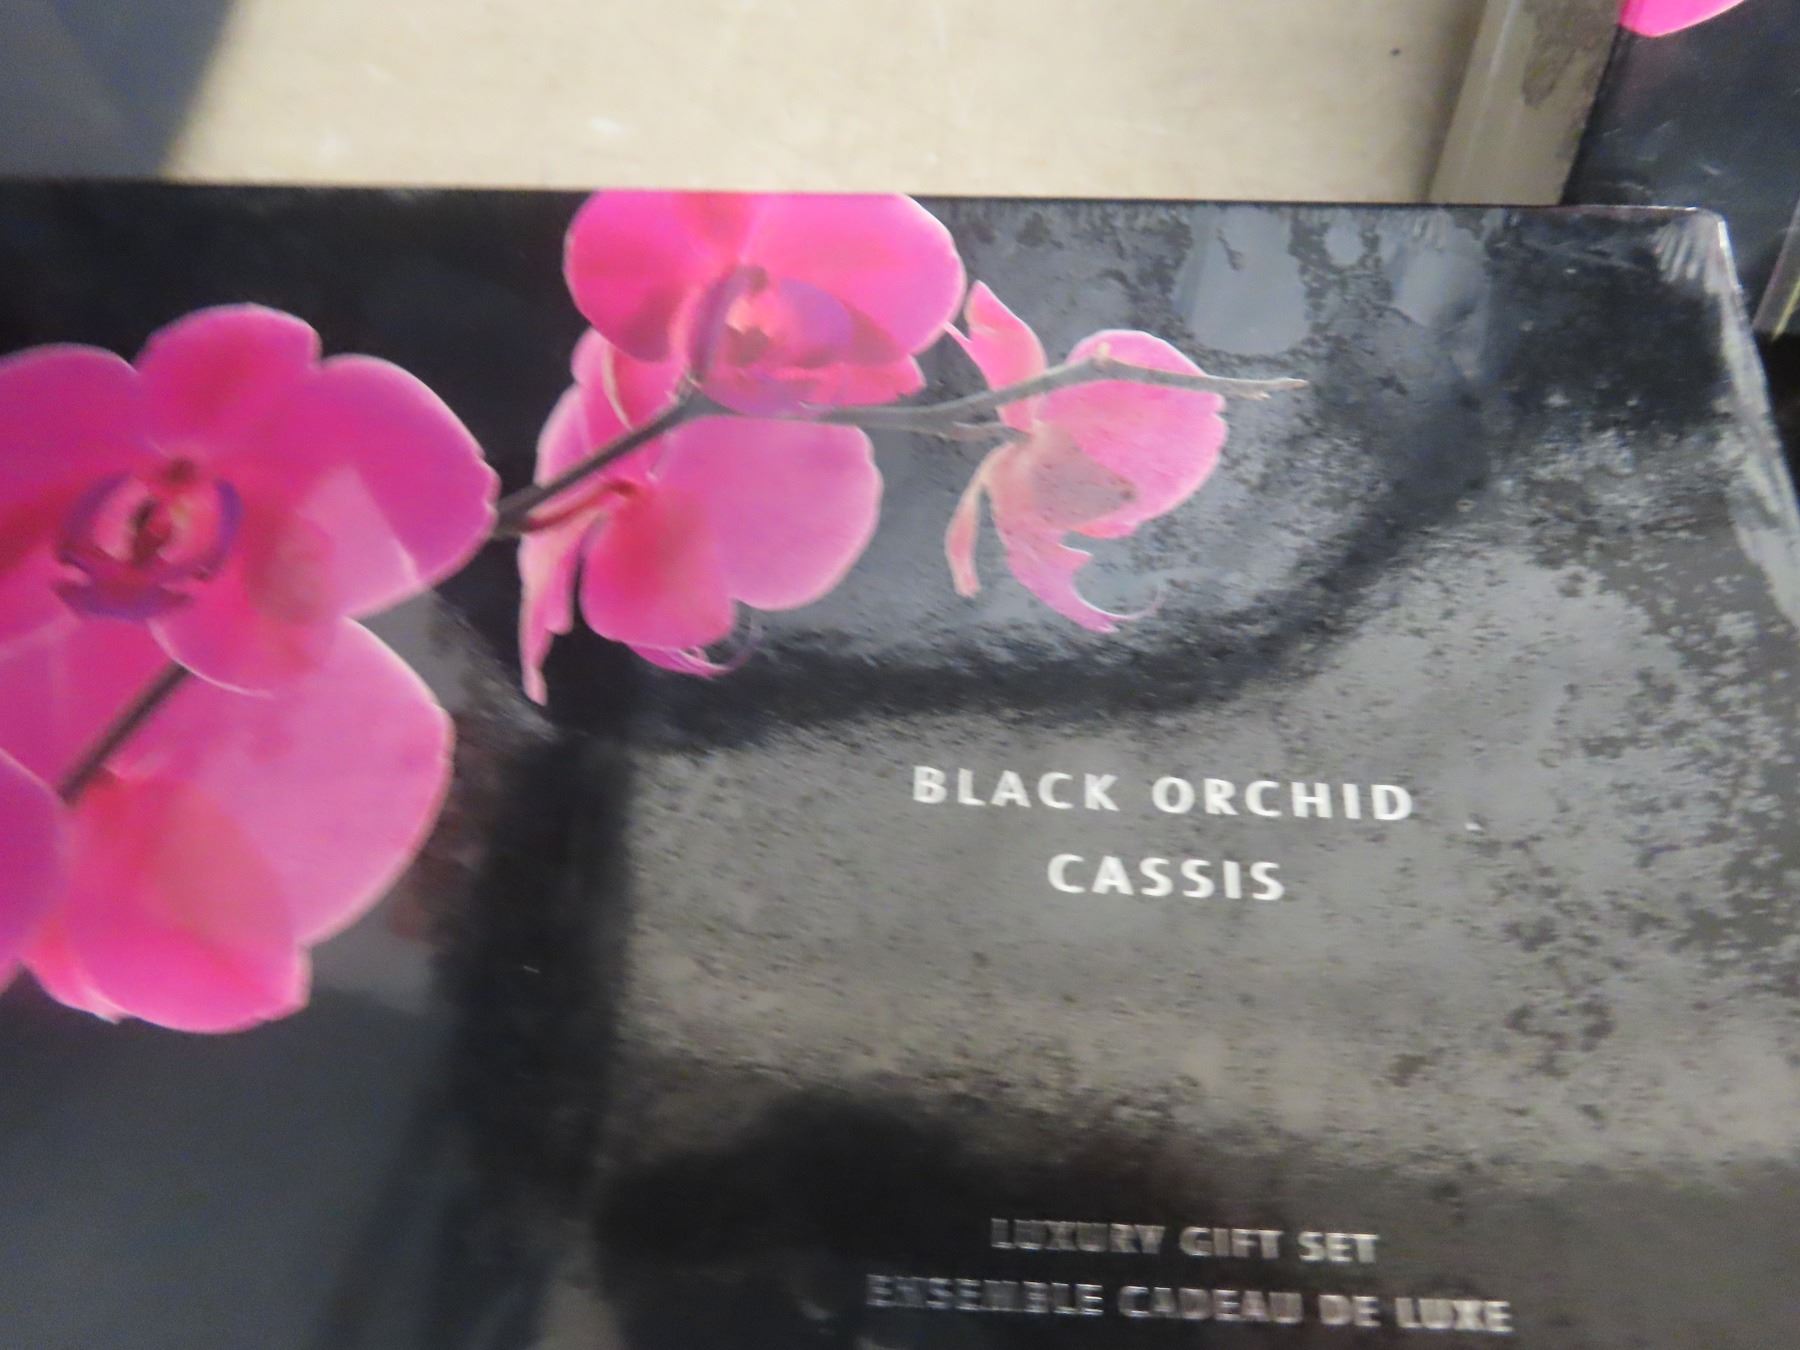 BLACK ORCHID
CASSIS
LUXURY GIFT SET
ENSEMBLE CADEAU DE LUXE